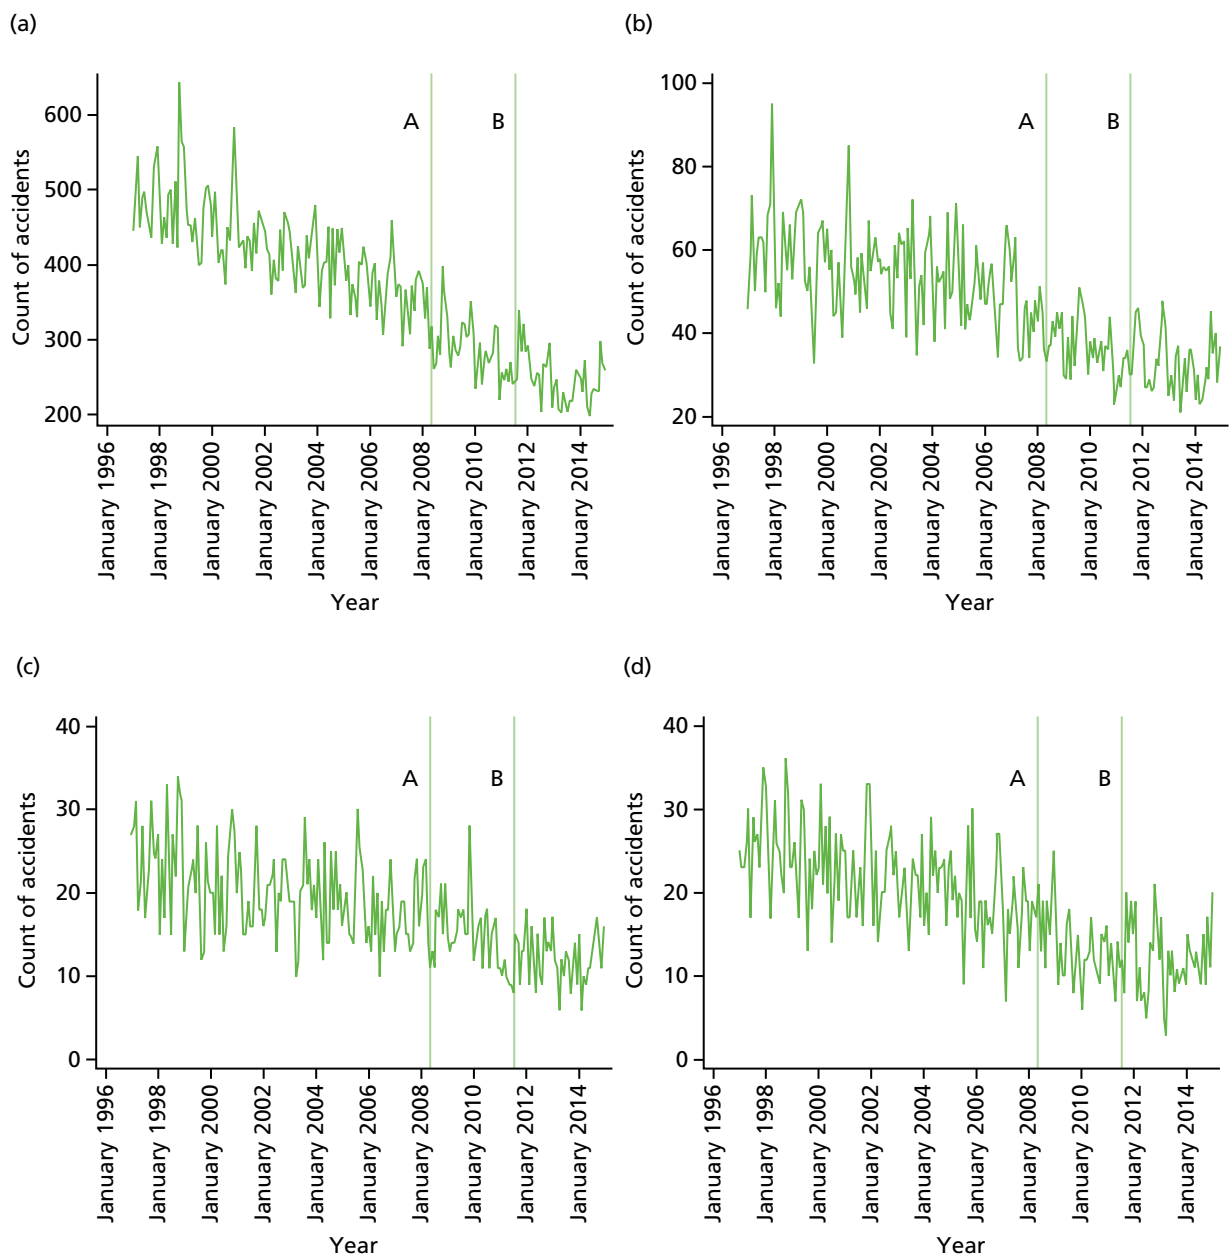 (a)
600
500
400
300
200
Count of accidents
A
B
January 1996
January 1998
January 2000
January 2002
January 2004
January 2006
January 2008
January 2010
January 2012
January 2014
Year
(b)
100
80
60
40
20
Count of accidents
A
B
January 1996
January 1998
January 2000
January 2002
January 2004
January 2006
January 2008
January 2010
January 2012
January 2014
Year
(c)
40
30
20
10
0
Count of accidents
A
B
January 1996
January 1998
January 2000
January 2002
January 2004
January 2006
January 2008
January 2010
January 2012
January 2014
Year
(d)
40
30
20
10
0
Count of accidents
A
B
January 1996
January 1998
January 2000
January 2002
January 2004
January 2006
January 2008
January 2010
January 2012
January 2014
Year